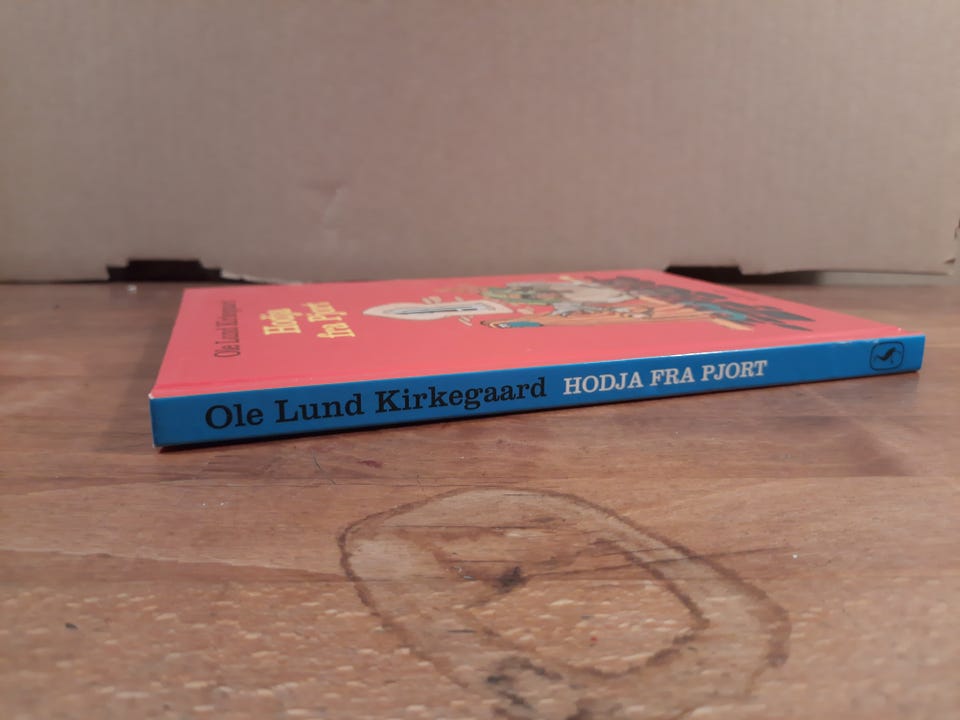 Ole Lund Kirkegaard
Hodja
fra Pjort
Ole Lund Kirkegaard HODJA FRA PJORT